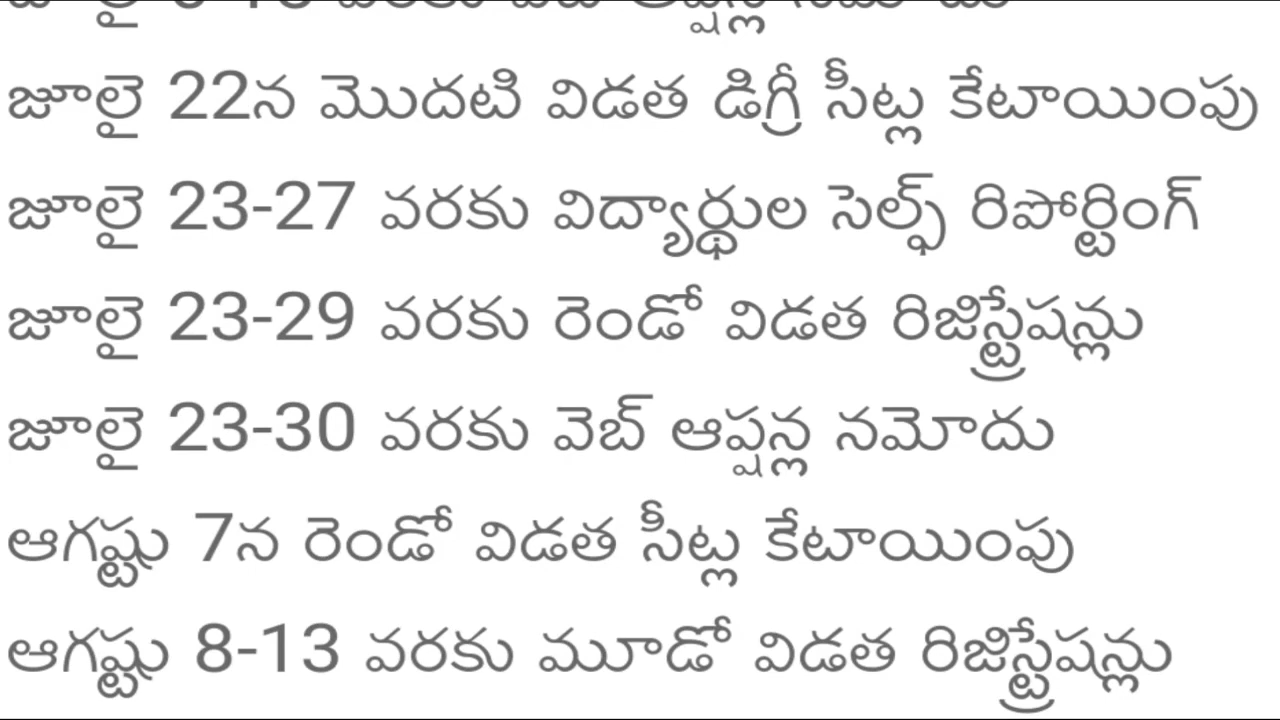 జూలై 22న మొదటి విడత డిగ్రీ సీట్ల కేటాయింపు
జూలై 23-27 వరకు విద్యార్థుల సెల్ఫ్ రిపోర్టింగ్
జూలై 23-29 వరకు రెండో విడత రిజిస్ట్రేషన్లు
జూలై 23-30 వరకు వెబ్ ఆప్షన్ల నమోదు
ఆగష్టు 7న రెండో విడత సీట్ల కేటాయింపు
ఆగష్టు 8-13 వరకు మూడో విడత రిజిస్ట్రేషన్లు